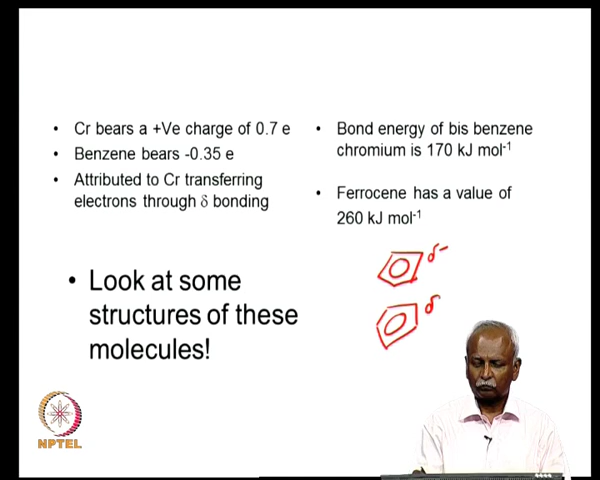 • Cr bears a +Ve charge of 0.7 e
• Benzene bears -0.35 e
• Attributed to Cr transferring
electrons through δ bonding
• Look at some
structures of these
molecules!
• Bond energy of bis benzene
chromium is 170 kJ mol-1
• Ferrocene has a value of
260 kJ mol-1
δ-
δ
NPTEL